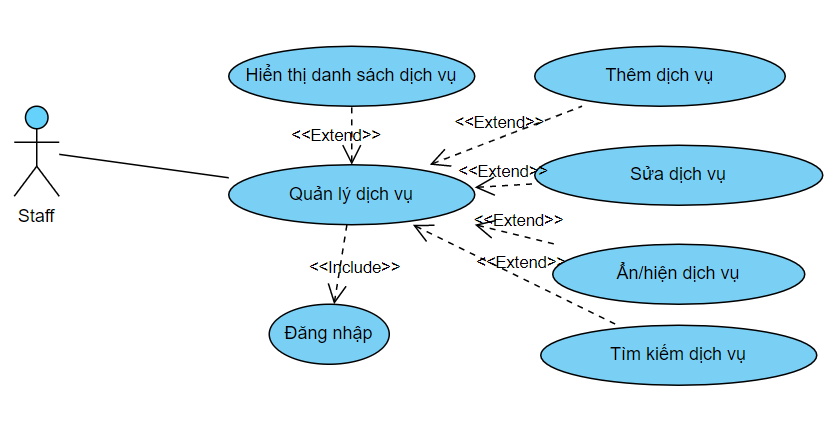 Hiển thị danh sách dịch vụ
Thêm dịch vụ
<<Extend>>
<<Extend>>
Staff
Quản lý dịch vụ
<<Extend>>
Sửa dịch vụ
<<Extend>>
<<Include>>
<<Extend>>
Ẩn/hiện dịch vụ
Đăng nhập
Tìm kiếm dịch vụ